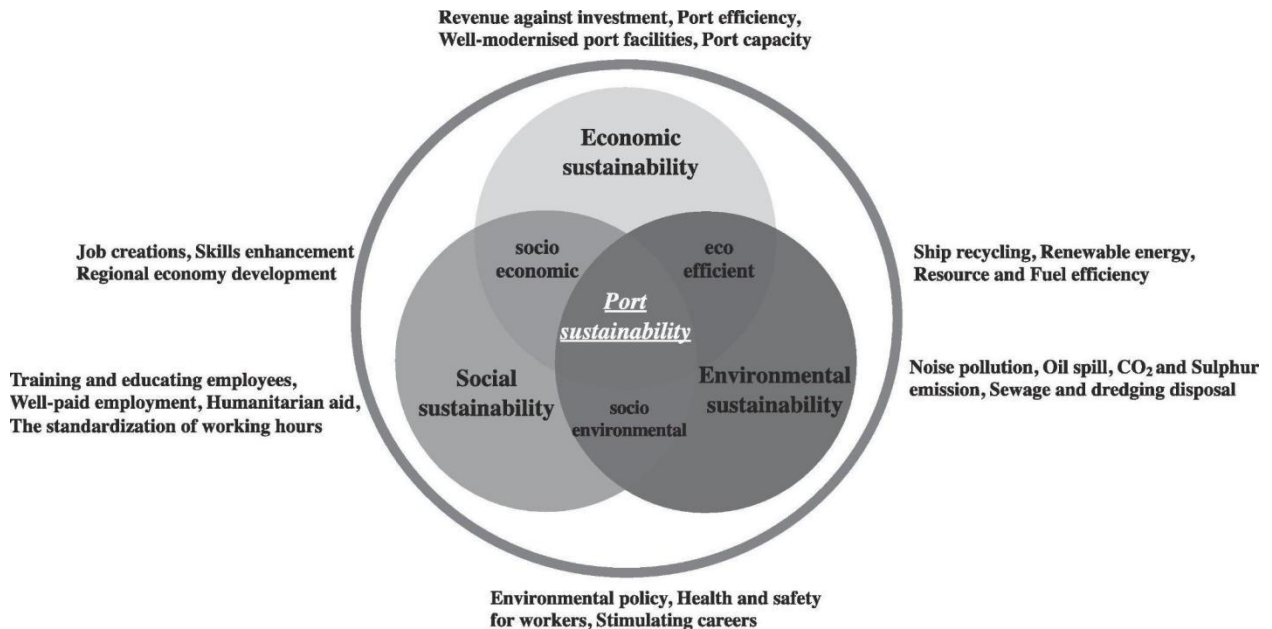 Revenue against investment, Port efficiency,
Well-modernised port facilities, Port capacity
Economic
sustainability
Job creations, Skills enhancement
Regional economy development
socio
economic
eco
efficient
Ship recycling, Renewable energy,
Resource and Fuel efficiency
Port
sustainability
Training and educating employees,
Well-paid employment, Humanitarian aid,
The standardization of working hours
Social
sustainability
Environmental
sustainability
Noise pollution, Oil spill, CO₂ and Sulphur
emission, Sewage and dredging disposal
socio
environmental
Environmental policy, Health and safety
for workers, Stimulating careers